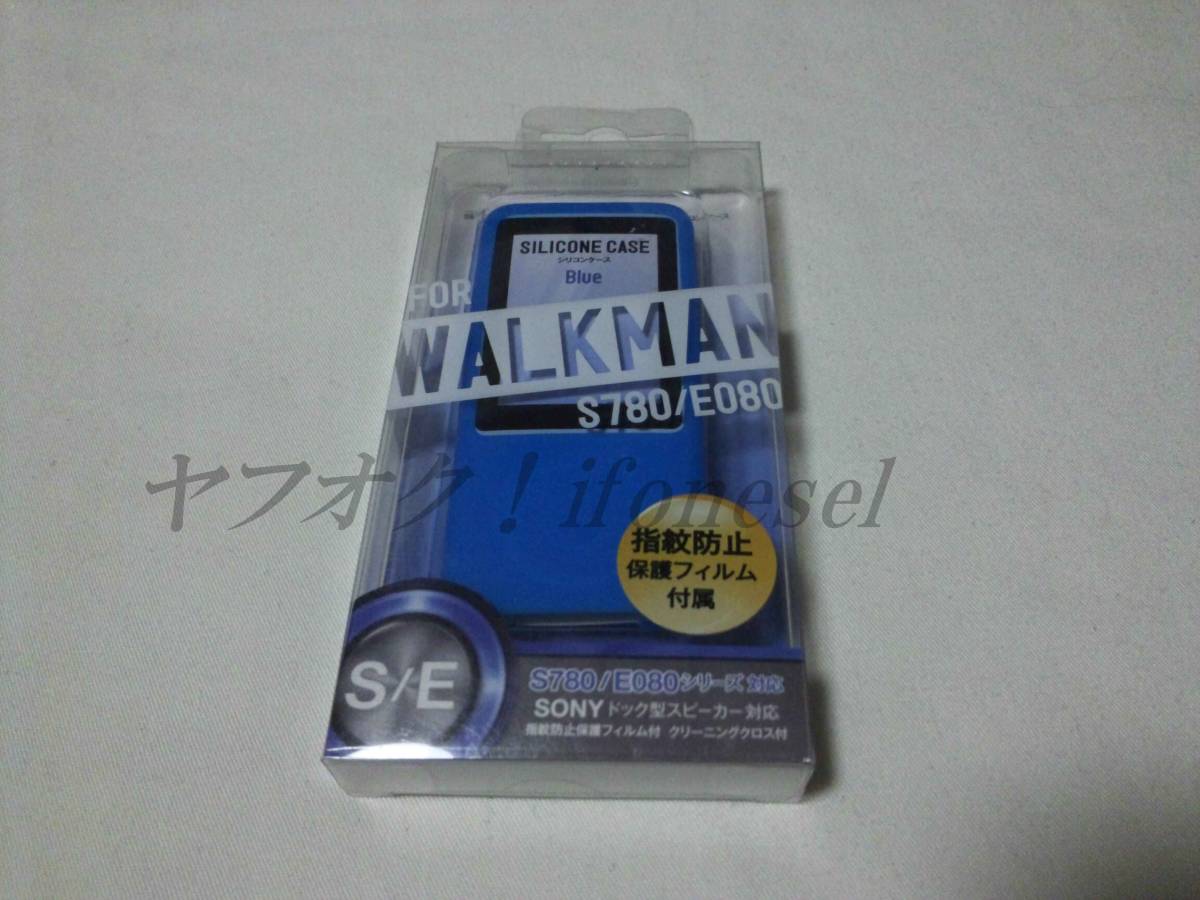 SILICONE CASE
シリコンケース
Blue
FOR
WALKMAN
S780/E080
ヤフオク！ifonesel
指紋防止
保護フィルム
付属
S/E
S780/E080シリーズ 対応
SONYドック型スピーカー対応
指紋防止保護フィルム付 クリーニングクロス付